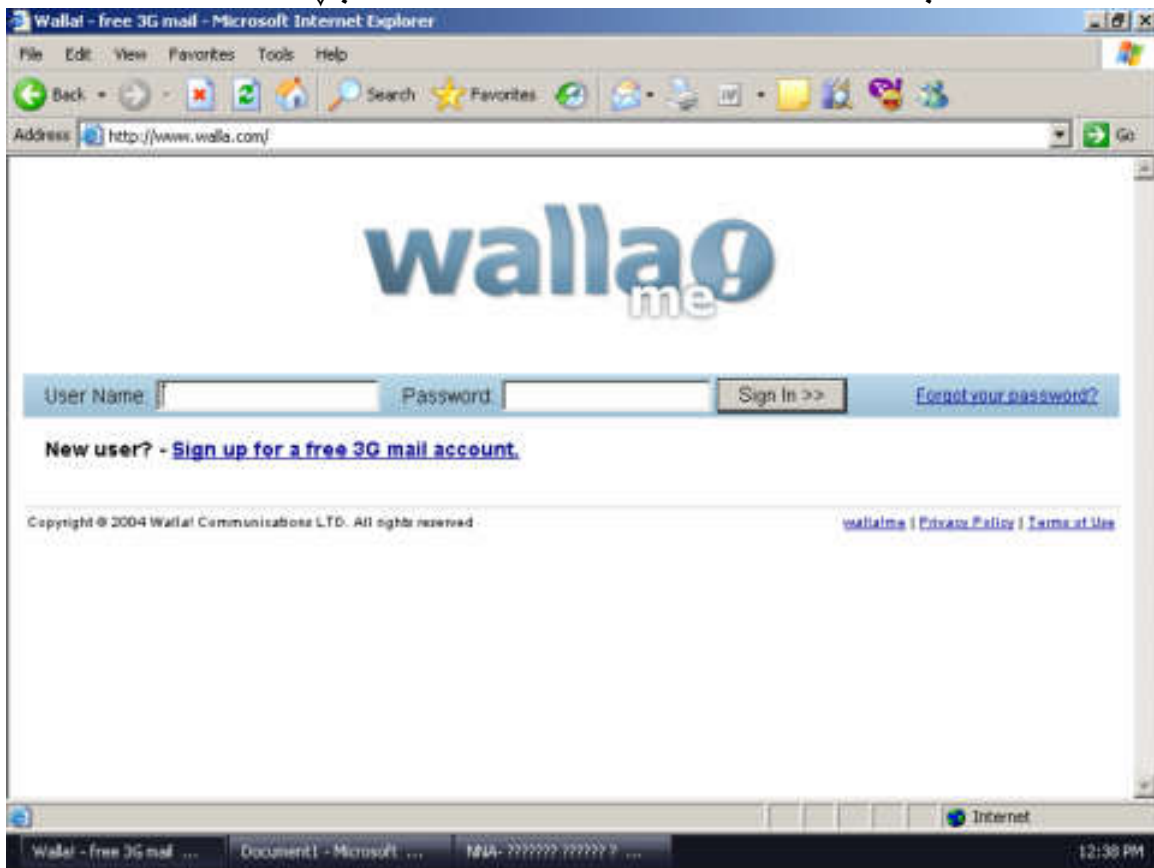 Walla! - free 3G mail - Microsoft Internet Explorer
File Edit View Favorites Tools Help
Back Search Favorites
Address http://www.walla.com/ Go
walla!
me
User Name: Password: Sign In >> Forgot your password?
New user? - Sign up for a free 3G mail account.
Copyright © 2004 Walla! Communications LTD. All rights reserved walla!me | Privacy Policy | Terms of Use
Internet
Walla! - free 3G mail ... Document1 - Microsoft ... NNA- ??????? ?????? ? ... 12:38 PM